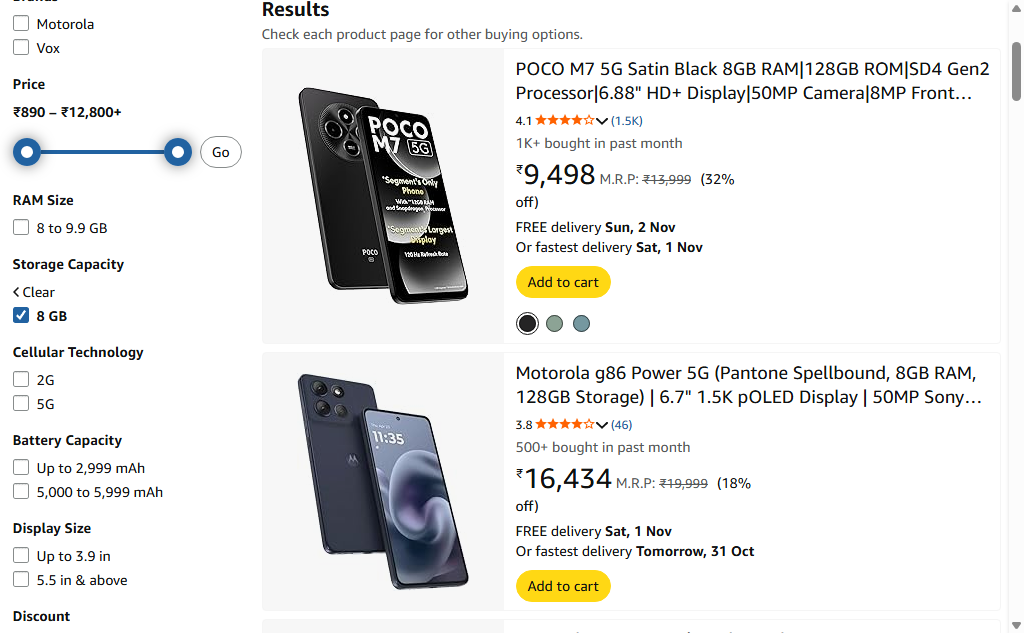 Motorola
Vox
Price
₹890 – ₹12,800+
Go
RAM Size
8 to 9.9 GB
Storage Capacity
Clear
8 GB
Cellular Technology
2G
5G
Battery Capacity
Up to 2,999 mAh
5,000 to 5,999 mAh
Display Size
Up to 3.9 in
5.5 in & above
Discount
Results
Check each product page for other buying options.
POCO
M7 5G
"Segment's Only
Phone
With **12GB RAM
and Snapdragon Processor
"Segment's Largest
Display
120 Hz Refresh Rate
POCO
5G
POCO M7 5G Satin Black 8GB RAM|128GB ROM|SD4 Gen2
Processor|6.88" HD+ Display|50MP Camera|8MP Front…
4.1 (1.5K)
1K+ bought in past month
₹9,498 M.R.P: ₹13,999 (32%
off)
FREE delivery Sun, 2 Nov
Or fastest delivery Sat, 1 Nov
Add to cart
11:35
Motorola g86 Power 5G (Pantone Spellbound, 8GB RAM,
128GB Storage) | 6.7" 1.5K pOLED Display | 50MP Sony…
3.8 (46)
500+ bought in past month
₹16,434 M.R.P: ₹19,999 (18%
off)
FREE delivery Sat, 1 Nov
Or fastest delivery Tomorrow, 31 Oct
Add to cart